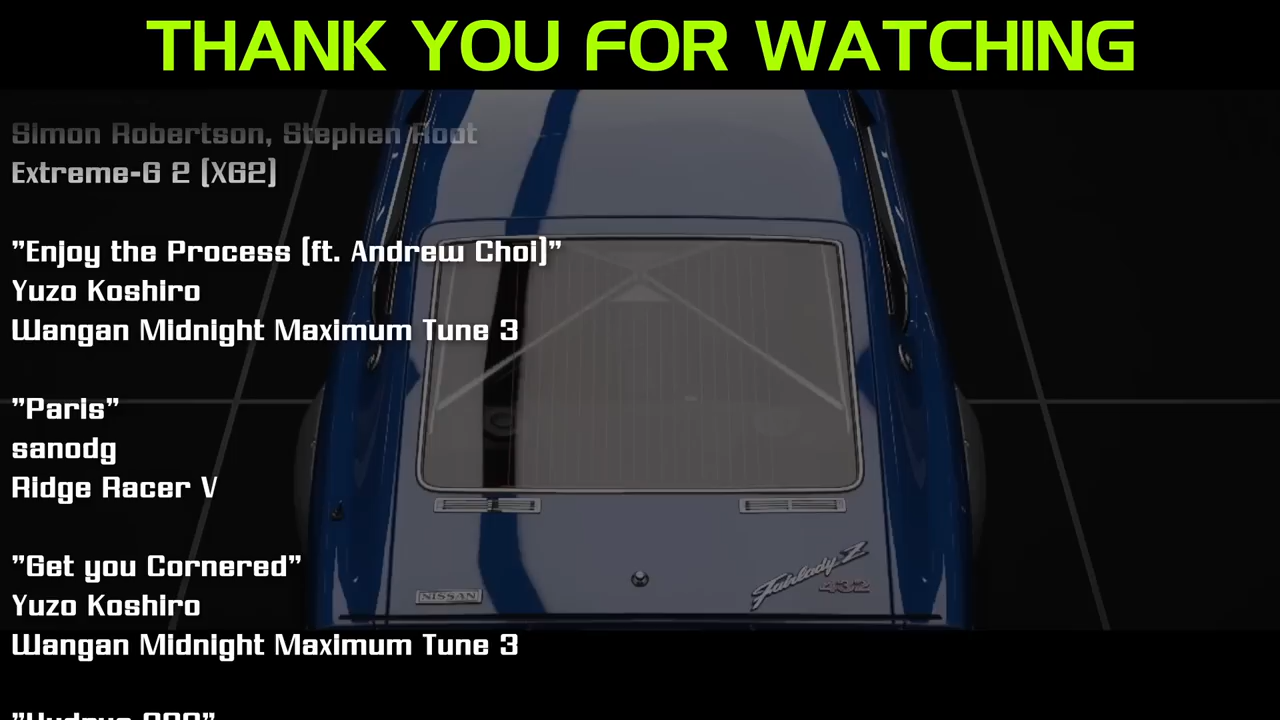 THANK YOU FOR WATCHING
Simon Robertson, Stephen Root
Extreme-G 2 (XG2)
"Enjoy the Process (ft. Andrew Choi)"
Yuzo Koshiro
Wangan Midnight Maximum Tune 3
"Paris"
sanodg
Ridge Racer V
"Get you Cornered"
Yuzo Koshiro
Wangan Midnight Maximum Tune 3
NISSAN
Fairlady Z
432